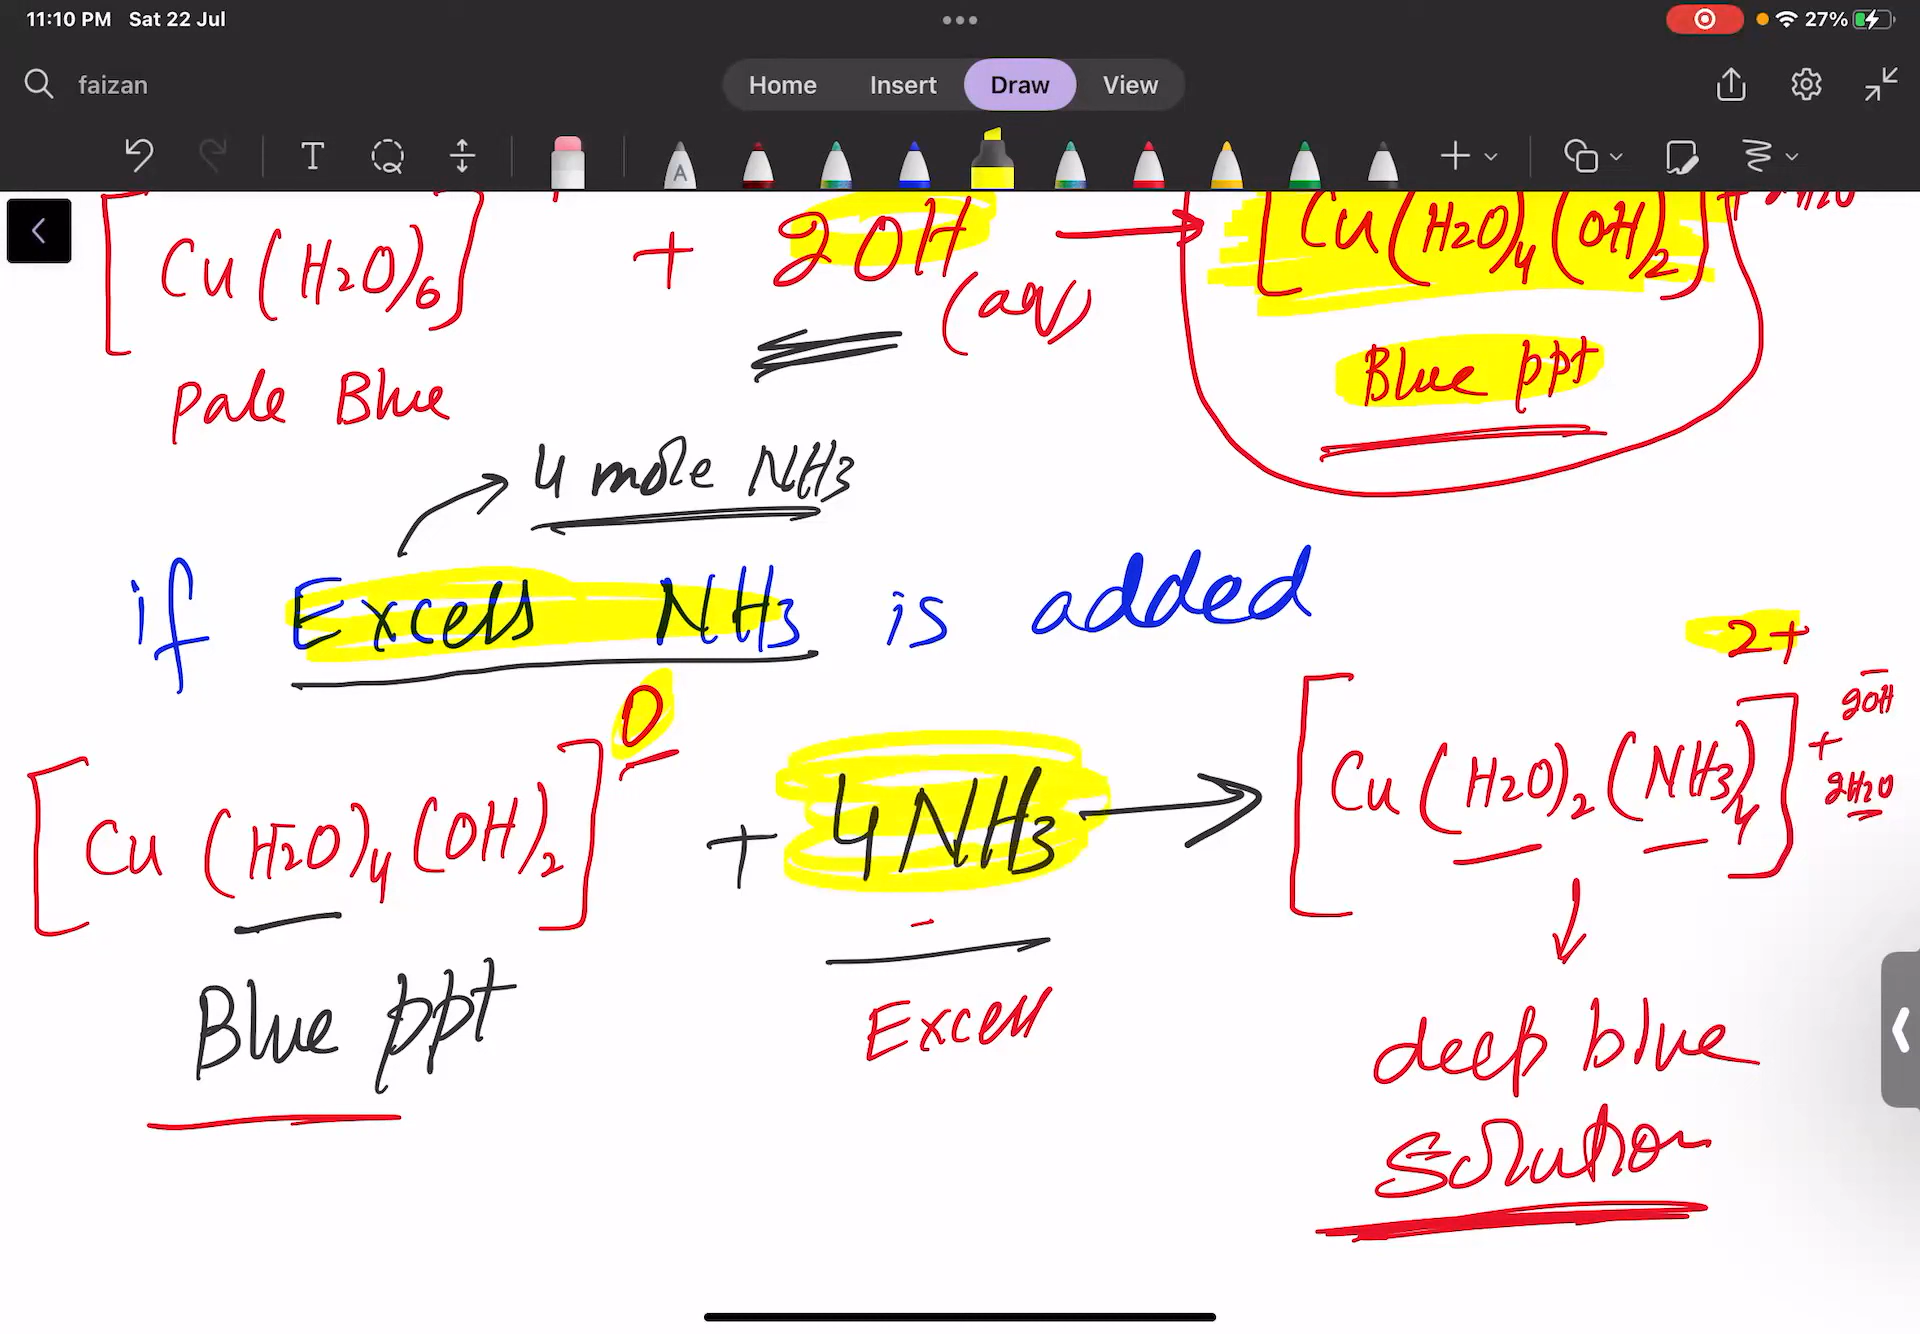 11:10 PM Sat 22 Jul
27%
faizan
Home Insert Draw View
T
A
[Cu(H2O)6] + 2OH (aq) → [Cu(H2O)4(OH)2] + 2H2O
Pale Blue
Blue ppt
4 mole NH3
if Excess NH3 is added
[Cu(H2O)4(OH)2]⁰ + 4NH3 → [Cu(H2O)2(NH3)4]2+ + 2OH⁻ + 2H2O
Blue ppt
Excess
deep blue
solution